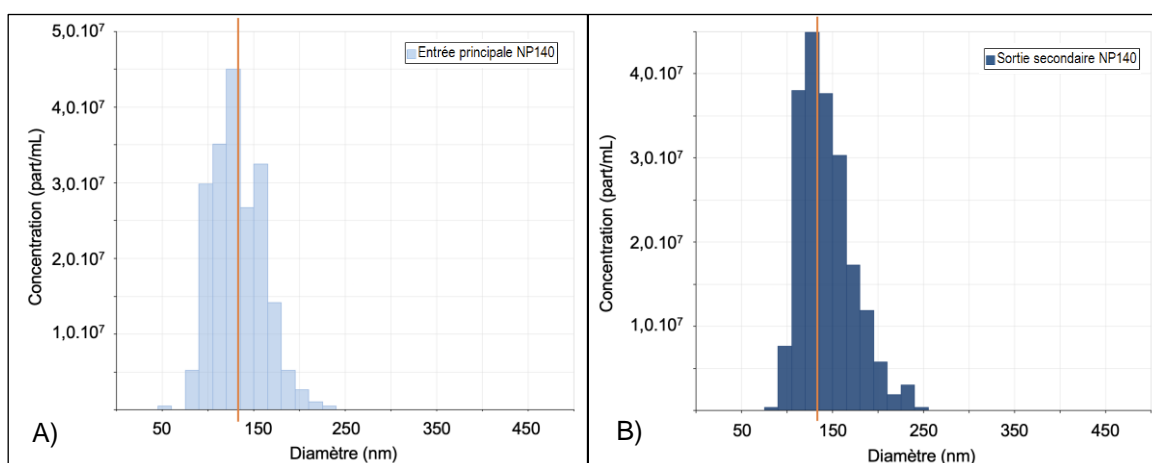 5,0.10⁷
4,0.10⁷
3,0.10⁷
2,0.10⁷
1,0.10⁷
Concentration (part/mL)
Entrée principale NP140
50 150 250 350 450
Diamètre (nm)
A)
4,0.10⁷
3,0.10⁷
2,0.10⁷
1,0.10⁷
Concentration (part/mL)
Sortie secondaire NP140
50 150 250 350 450
Diamètre (nm)
B)